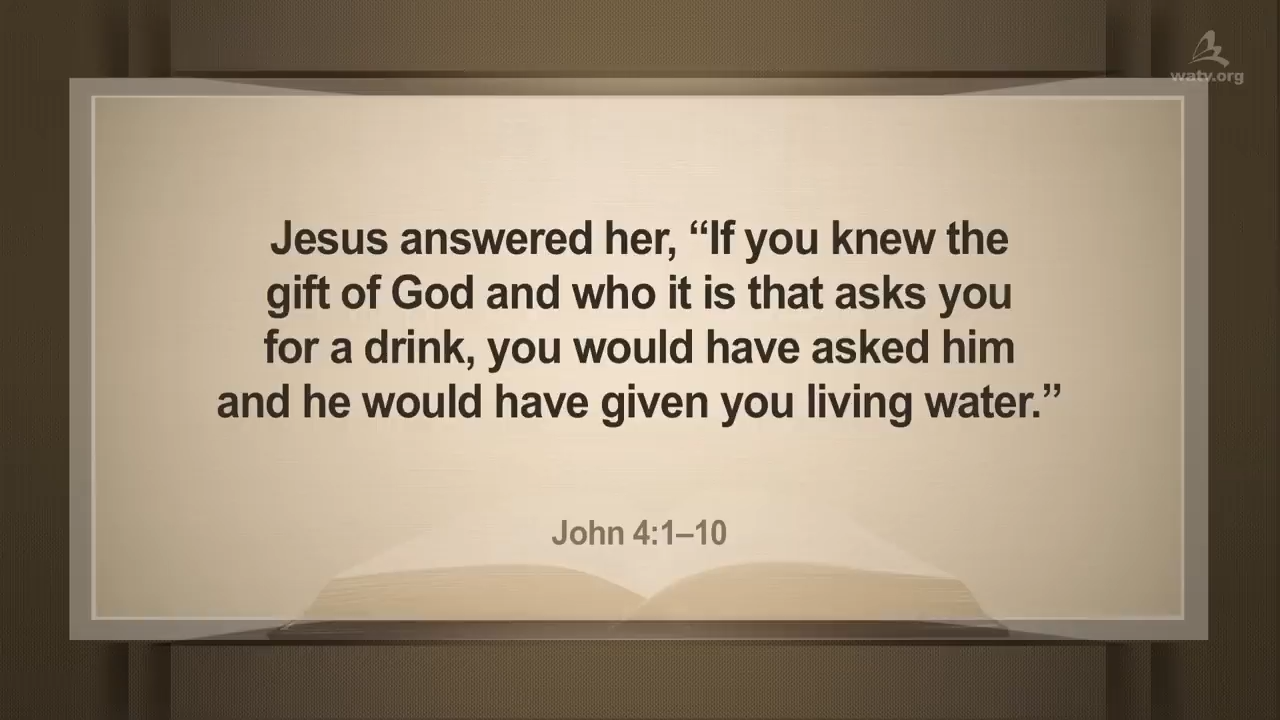 watv.org
Jesus answered her, “If you knew the
gift of God and who it is that asks you
for a drink, you would have asked him
and he would have given you living water.”
John 4:1–10